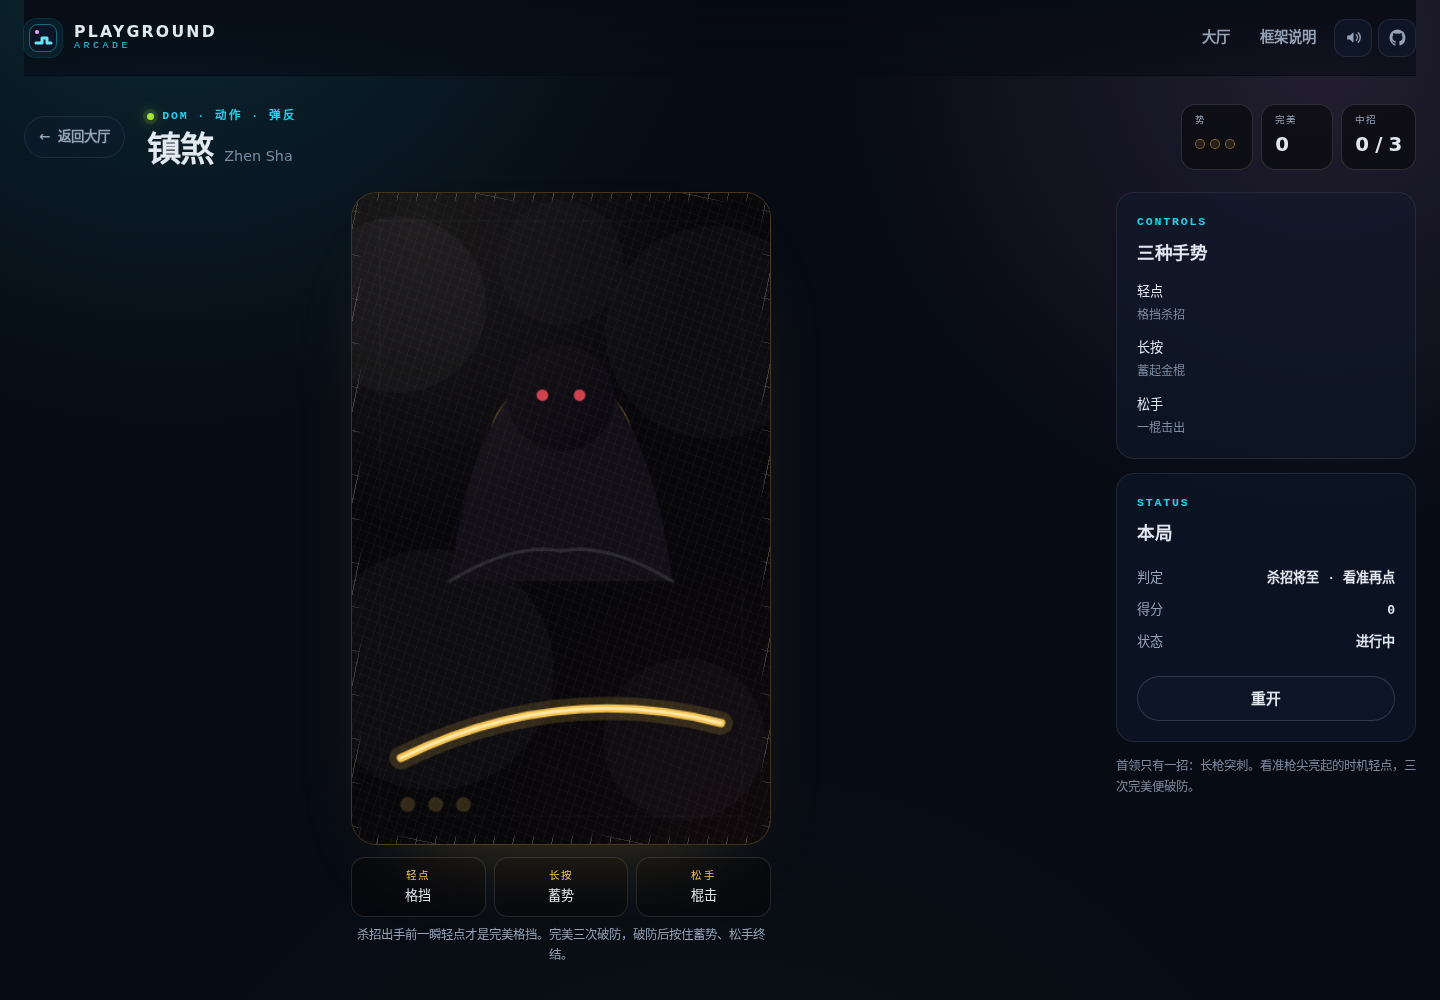 PLAYGROUND
ARCADE
大厅
框架说明
← 返回大厅
DOM · 动作 · 弹反
镇煞 Zhen Sha
势
完美
0
中招
0 / 3
CONTROLS
三种手势
轻点
格挡杀招
长按
蓄起金棍
松手
一棍击出
STATUS
本局
判定 杀招将至 · 看准再点
得分 0
状态 进行中
重开
首领只有一招：长枪突刺。看准枪尖亮起的时机轻点，三
次完美便破防。
轻点
格挡
长按
蓄势
松手
棍击
杀招出手前一瞬轻点才是完美格挡。完美三次破防，破防后按住蓄势、松手终
结。